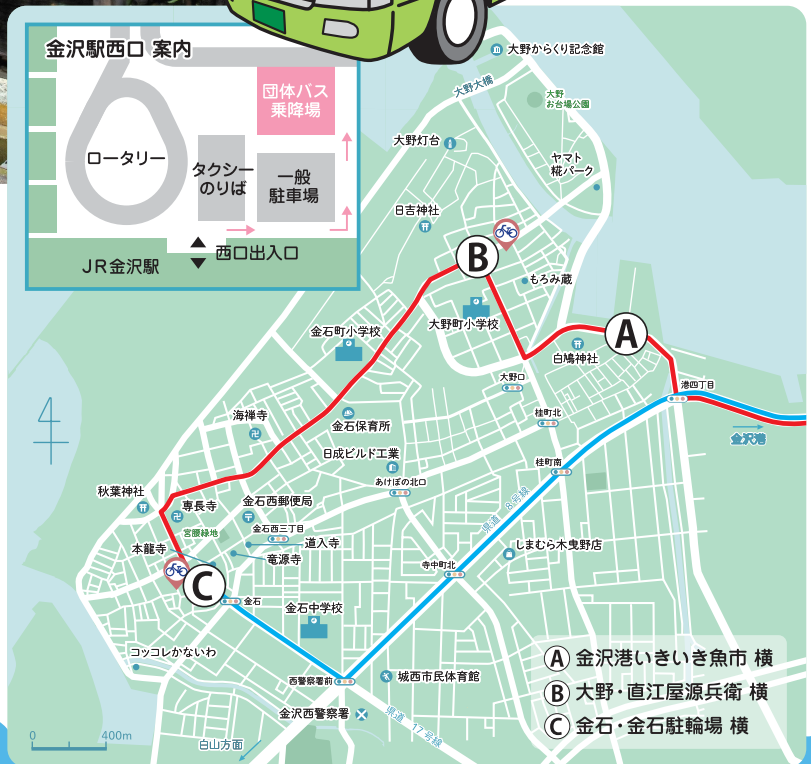 金沢駅西口 案内
団体バス
乗降場
ロータリー
タクシー
のりば
一般
駐車場
西口出入口
JR金沢駅
大野からくり記念館
大野大橋
大野
お台場公園
大野灯台
ヤマト
糀パーク
日吉神社
B
もろみ蔵
大野町小学校
金石町小学校
A
白鳩神社
大野口
港四丁目
海禅寺
金石保育所
桂町北
金沢港
日成ビルド工業
桂町南
あけぼの北口
秋葉神社
専長寺
金石西郵便局
県道 8号線
宮腰緑地
金石西三丁目
道入寺
しまむら木曳野店
本龍寺
竜源寺
寺中町北
C
金石
金石中学校
コッコレかないわ
西警察署前
城西市民体育館
金沢西警察署
県道 17号線
白山方面
0 400m
A 金沢港いきいき魚市 横
B 大野・直江屋源兵衛 横
C 金石・金石駐輪場 横